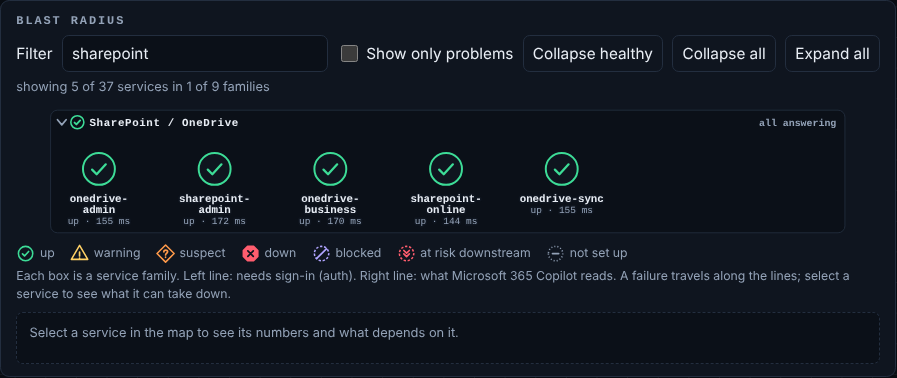 BLAST RADIUS
Filter sharepoint Show only problems Collapse healthy Collapse all Expand all
showing 5 of 37 services in 1 of 9 families
SharePoint / OneDrive all answering
onedrive-admin sharepoint-admin onedrive-business sharepoint-online onedrive-sync
up · 155 ms up · 172 ms up · 170 ms up · 144 ms up · 155 ms
up warning suspect down blocked at risk downstream not set up
Each box is a service family. Left line: needs sign-in (auth). Right line: what Microsoft 365 Copilot reads. A failure travels along the lines; select a
service to see what it can take down.
Select a service in the map to see its numbers and what depends on it.